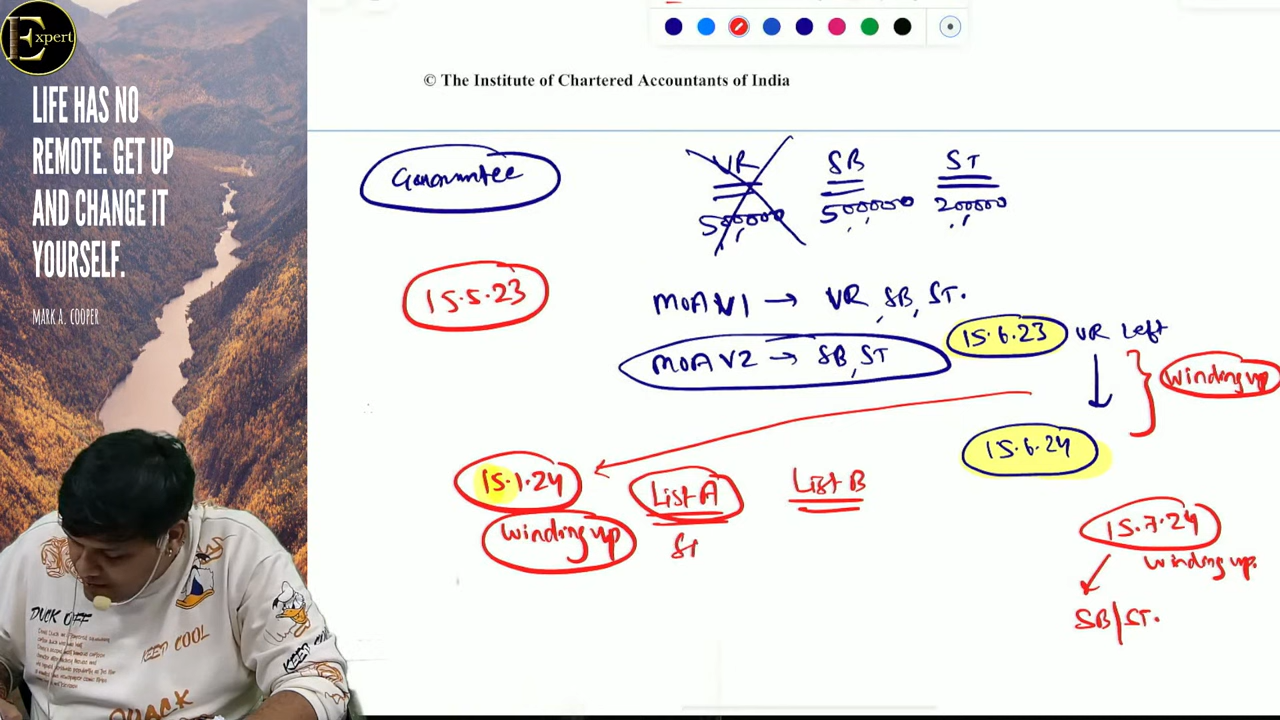 Expert
LIFE HAS NO
REMOTE. GET UP
AND CHANGE IT
YOURSELF.
MARK A. COOPER
© The Institute of Chartered Accountants of India
Guarantee
VR SB ST
500000 500000 200000
15.5.23
MOA V1 → VR, SB, ST.
15.6.23 VR Left
MOA V2 → SB, ST
Winding up
15.6.24
15.1.24 List A List B
Winding up ST
15.7.24
Winding up.
SB/ST.
DUCK OFF
KEEP COOL
KEEP
QUACK